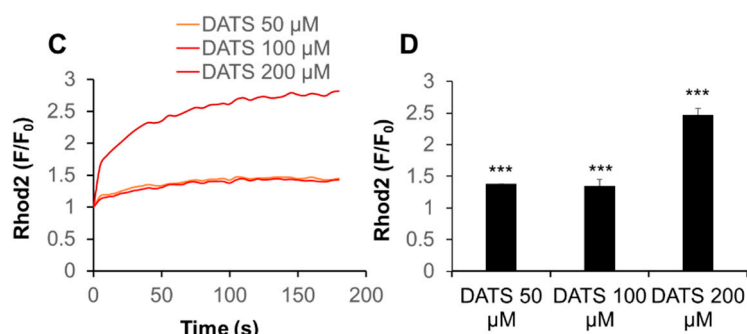 C
DATS 50 µM
DATS 100 µM
DATS 200 µM
Rhod2 (F/F0)
3
2.5
2
1.5
1
0.5
0
0
50
100
150
200
Time (s)
D
Rhod2 (F/F0)
3
2.5
2
1.5
1
0.5
0
***
***
***
DATS 50 µM
DATS 100 µM
DATS 200 µM